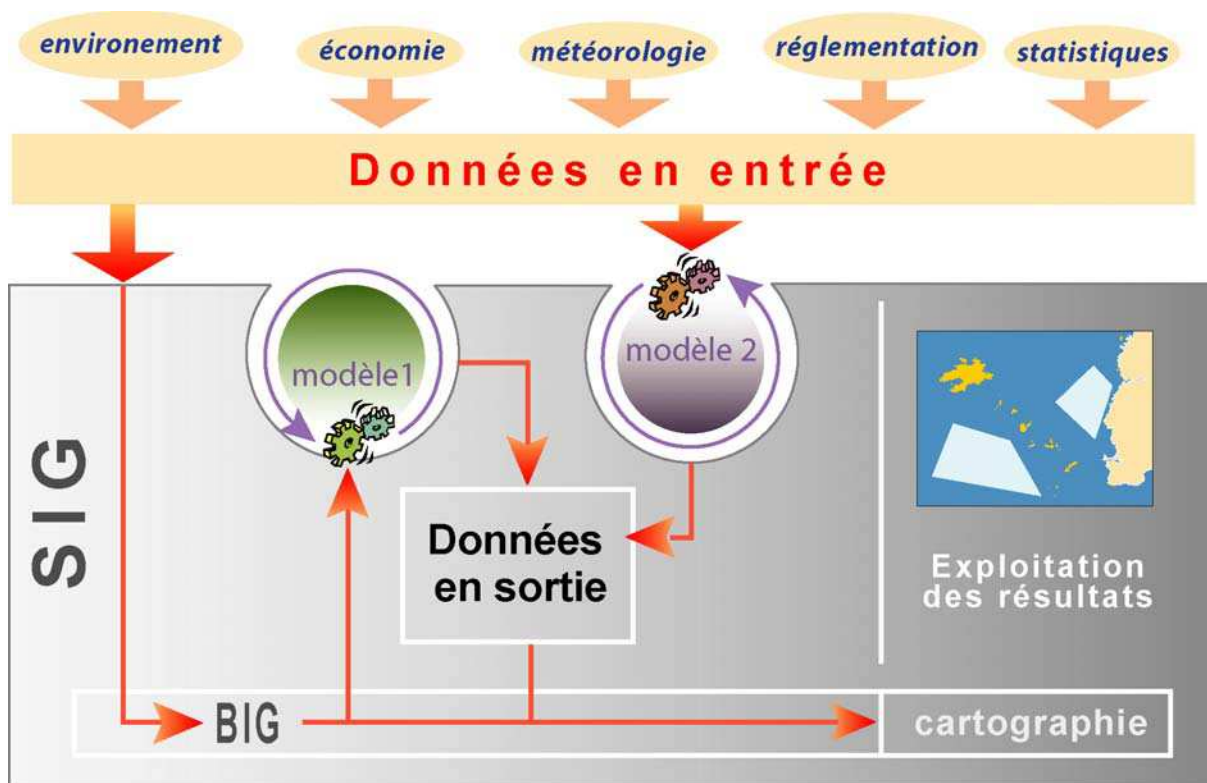 environement
économie
météorologie
réglementation
statistiques
Données en entrée
modèle1
modèle 2
SIG
Données
en sortie
Exploitation
des résultats
BIG
cartographie